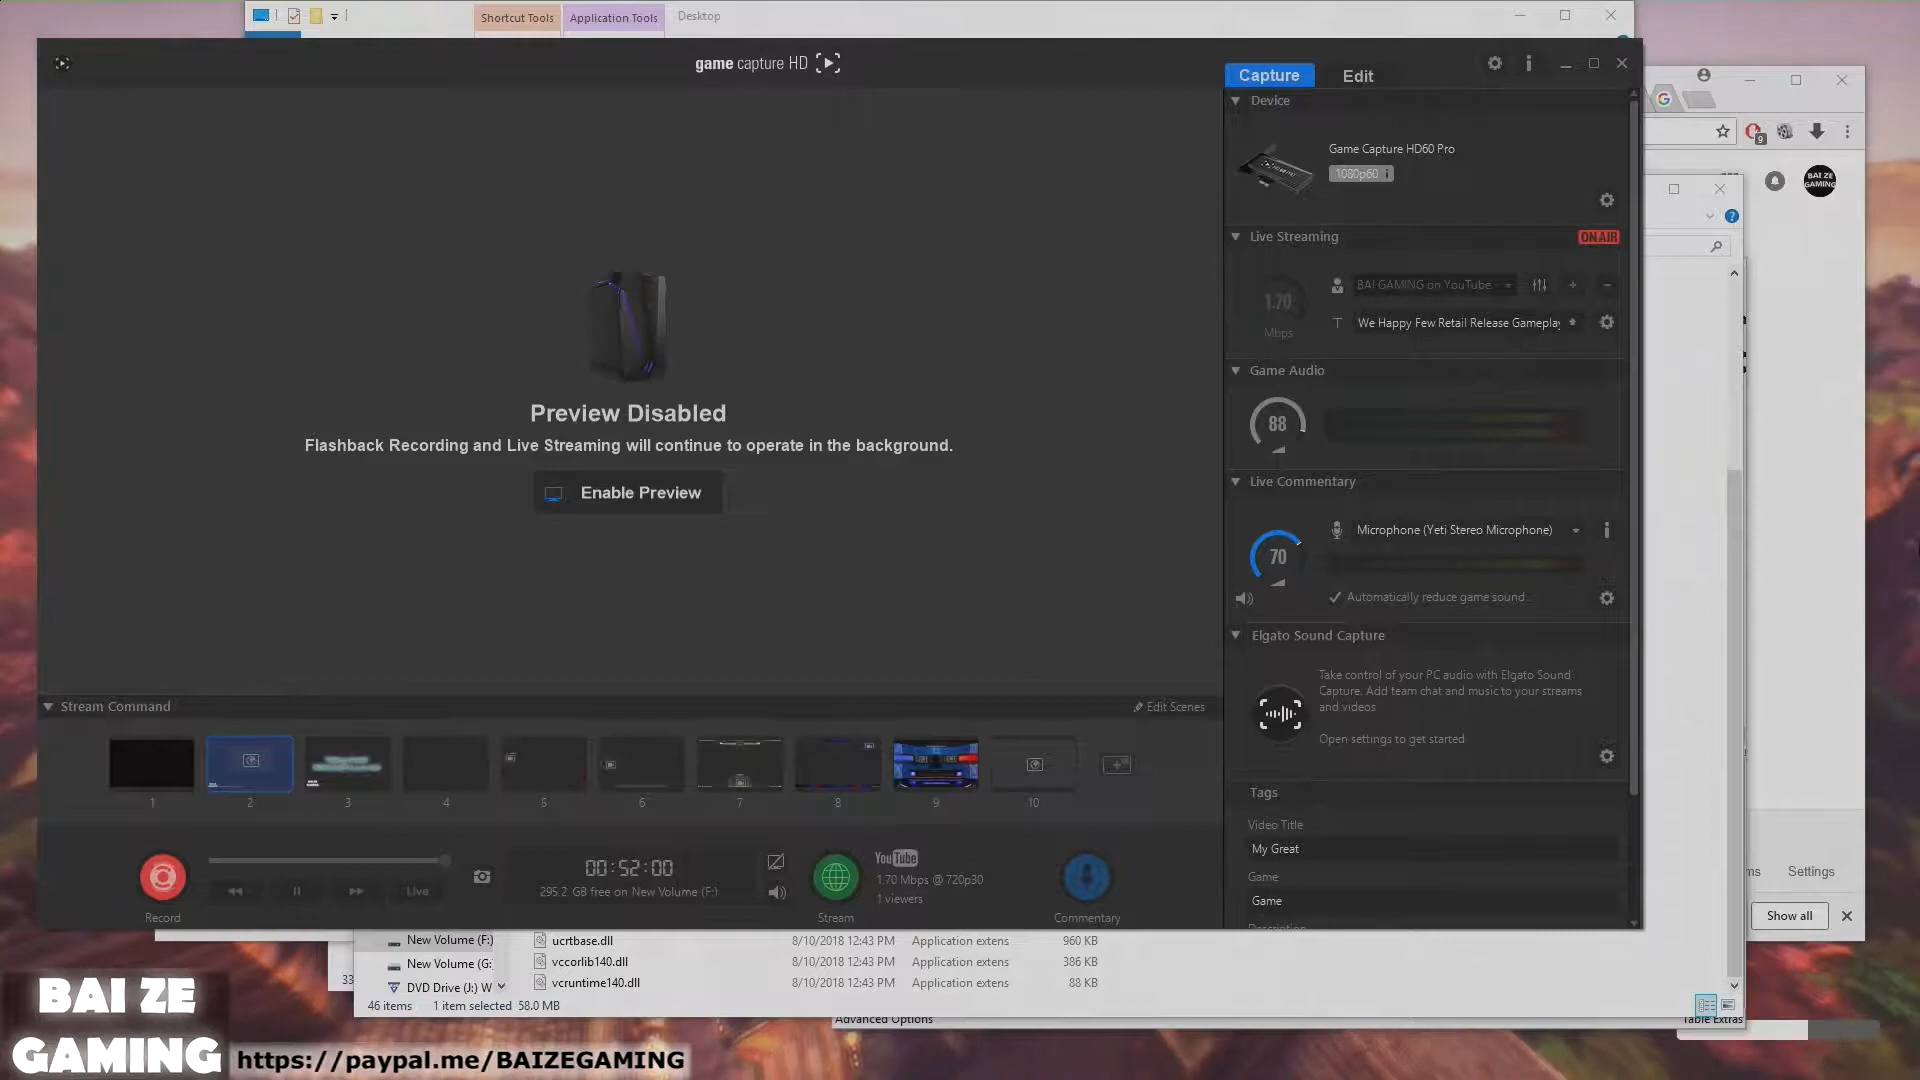 Shortcut Tools
Application Tools
Desktop
game capture HD
Capture
Edit
Device
Game Capture HD60 Pro
1080p60 i
Live Streaming
ON AIR
1.70
Mbps
BAI GAMING on YouTube
We Happy Few Retail Release Gameplay
Game Audio
88
Live Commentary
Microphone (Yeti Stereo Microphone)
70
Automatically reduce game sound...
Elgato Sound Capture
Take control of your PC audio with Elgato Sound
Capture. Add team chat and music to your streams
and videos
Open settings to get started
Tags
Video Title
My Great
Game
Game
Description
Preview Disabled
Flashback Recording and Live Streaming will continue to operate in the background.
Enable Preview
Stream Command
Edit Scenes
1 2 3 4 5 6 7 8 9 10
Record
Live
00:52:00
295.2 GB free on New Volume (F:)
Stream
YouTube
1.70 Mbps @ 720p30
1 viewers
Commentary
9
BAI ZE
GAMING
?
ms
Settings
Show all
New Volume (F:)
ucrtbase.dll 8/10/2018 12:43 PM Application extens 960 KB
New Volume (G:
vccorlib140.dll 8/10/2018 12:43 PM Application extens 386 KB
DVD Drive (J:) W
vcruntime140.dll 8/10/2018 12:43 PM Application extens 88 KB
33
46 items 1 item selected 58.0 MB
Advanced Options
Table Extras
BAI ZE
GAMING
https://paypal.me/BAIZEGAMING